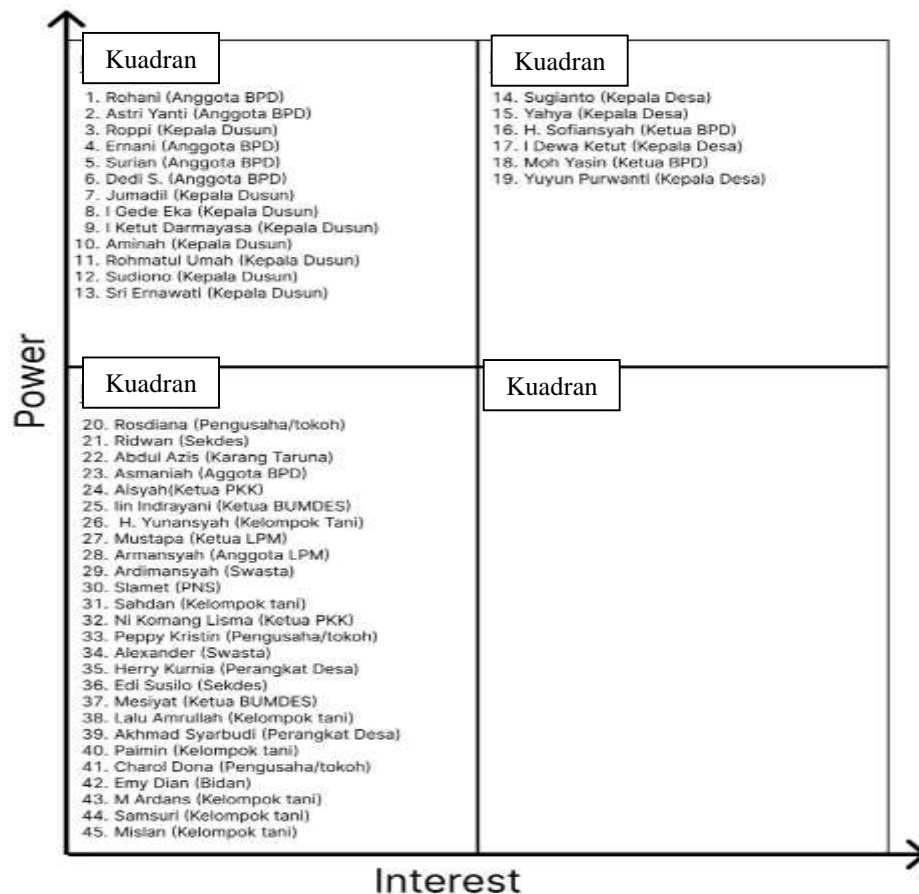 Kuadran
1. Rohani (Anggota BPD)
2. Astri Yanti (Anggota BPD)
3. Roppi (Kepala Dusun)
4. Ernani (Anggota BPD)
5. Surian (Anggota BPD)
6. Dedi S. (Anggota BPD)
7. Jumadil (Kepala Dusun)
8. I Gede Eka (Kepala Dusun)
9. I Ketut Darmayasa (Kepala Dusun)
10. Aminah (Kepala Dusun)
11. Rohmatul Umah (Kepala Dusun)
12. Sudiono (Kepala Dusun)
13. Sri Ernawati (Kepala Dusun)
Kuadran
14. Sugianto (Kepala Desa)
15. Yahya (Kepala Desa)
16. H. Sofiansyah (Ketua BPD)
17. I Dewa Ketut (Kepala Desa)
18. Moh Yasin (Ketua BPD)
19. Yuyun Purwanti (Kepala Desa)
Power
Kuadran
20. Rosdiana (Pengusaha/tokoh)
21. Ridwan (Sekdes)
22. Abdul Azis (Karang Taruna)
23. Asmaniah (Aggota BPD)
24. Aisyah(Ketua PKK)
25. Iin Indrayani (Ketua BUMDES)
26. H. Yunansyah (Kelompok Tani)
27. Mustapa (Ketua LPM)
28. Armansyah (Anggota LPM)
29. Ardimansyah (Swasta)
30. Slamet (PNS)
31. Sahdan (Kelompok tani)
32. Ni Komang Lisma (Ketua PKK)
33. Peppy Kristin (Pengusaha/tokoh)
34. Alexander (Swasta)
35. Herry Kurnia (Perangkat Desa)
36. Edi Susilo (Sekdes)
37. Mesiyat (Ketua BUMDES)
38. Lalu Amrullah (Kelompok tani)
39. Akhmad Syarbudi (Perangkat Desa)
40. Paimin (Kelompok tani)
41. Charol Dona (Pengusaha/tokoh)
42. Emy Dian (Bidan)
43. M Ardans (Kelompok tani)
44. Samsuri (Kelompok tani)
45. Mislan (Kelompok tani)
Kuadran
Interest